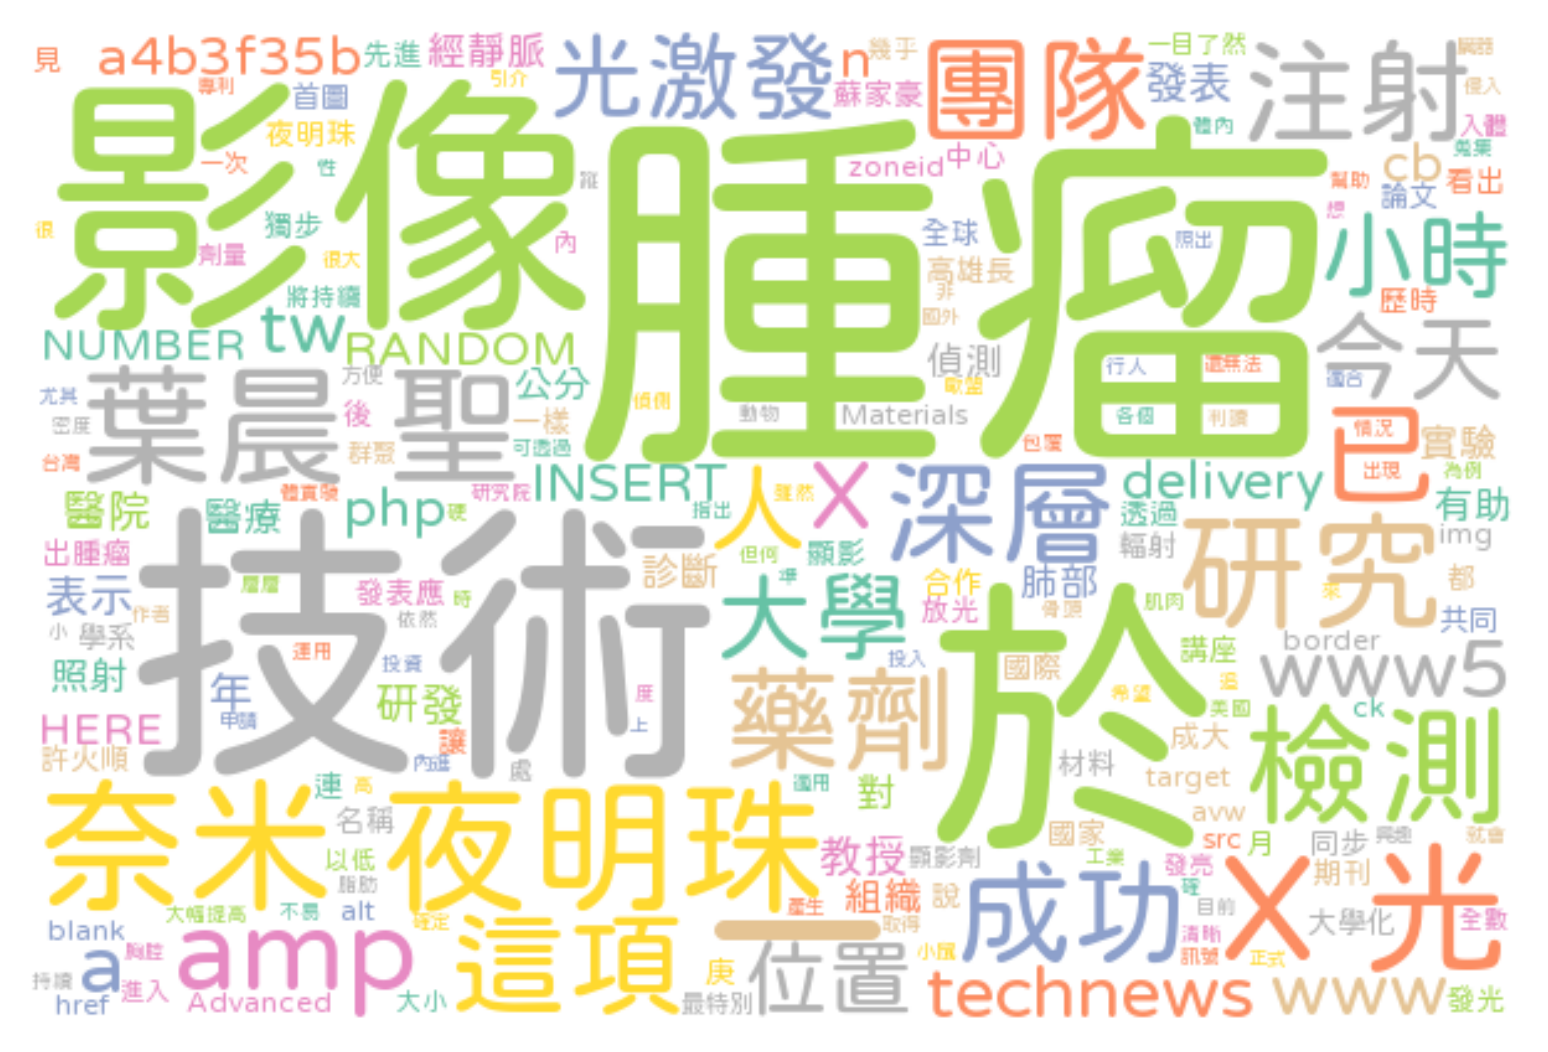 見 a4b3f35b 先進 經靜脈 光激發 n 幾乎 團隊 一目了然 發表 注射 臟器
專利 首圖 引介 蘇家豪 侵入
影像 腫瘤
夜明珠 體內 入體
一次 性 蹤 zoneid 中心 cb 蒐集
幫助 看出
很 獨步 想 論文
劑量 很大 內 全球 照出 小時
將持續 高雄長 非 歷時
NUMBER tw RANDOM 國外 今天
葉晨聖 方便 公分 偵測 行人 還無法 適合
尤其 後 一樣 偵側 動物 Materials 歐盟 各個 利讀 已 情況
密度 群聚 可透過 包覆 實驗
台灣 體實驗 研究院 INSERT 人 雖然 X 深層 delivery 出現 為例
醫院 醫療 php 硬 指出 透過 有助
出腫瘤 技術 診斷 但何 顯影 輻射 研究 img
表示 層層 發表應 時 大學 準 合作 肺部 都
作者 依然 放光 骨頭 於 肌肉 來 共同
小 學系 運用 投資 投入 講座 border
照射 年 研發 度 藥劑 國際 希望 追 www5
HERE 申請 上 美國 ck
許火順 讓 內進 處 材料 成大 檢測
連 高 適用 對 target
奈米 夜明珠 avw
名稱 國家 src 月 同步 亮趣 就會
以低 教授 顯影劑 工業 發亮 期刊
脂肪 組織 說 成功 確 X光
大幅提高 不易 alt 確定 產生 一 取得 目前 大學化 全數
blank amp 這項 清晰
胸腔 a 小鼠 訊號 正式
持續 進入 庚 位置
href Advanced 大小 最特別 technews www 發光